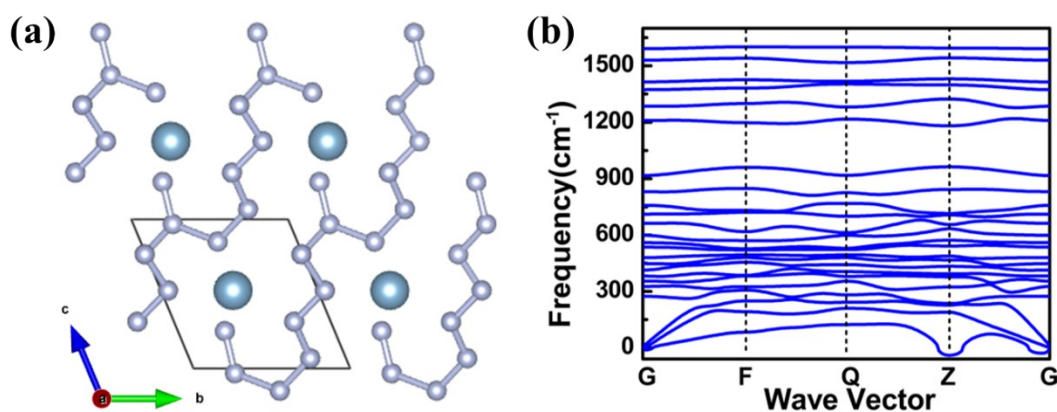 (a)
c
a
b
(b)
Frequency(cm⁻¹)
1500
1200
900
600
300
0
G F Q Z G
Wave Vector